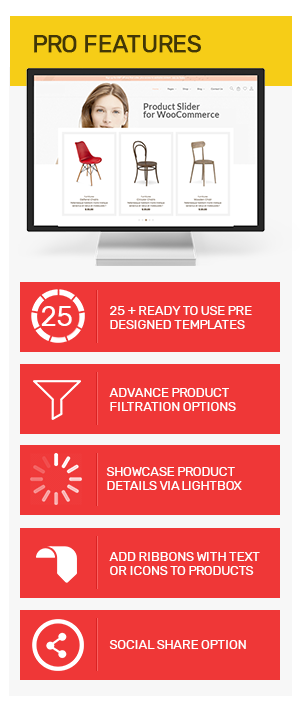 PRO FEATURES
Product Slider
for WooCommerce
25
25 + READY TO USE PRE
DESIGNED TEMPLATES
ADVANCE PRODUCT
FILTRATION OPTIONS
SHOWCASE PRODUCT
DETAILS VIA LIGHTBOX
ADD RIBBONS WITH TEXT
OR ICONS TO PRODUCTS
SOCIAL SHARE OPTION